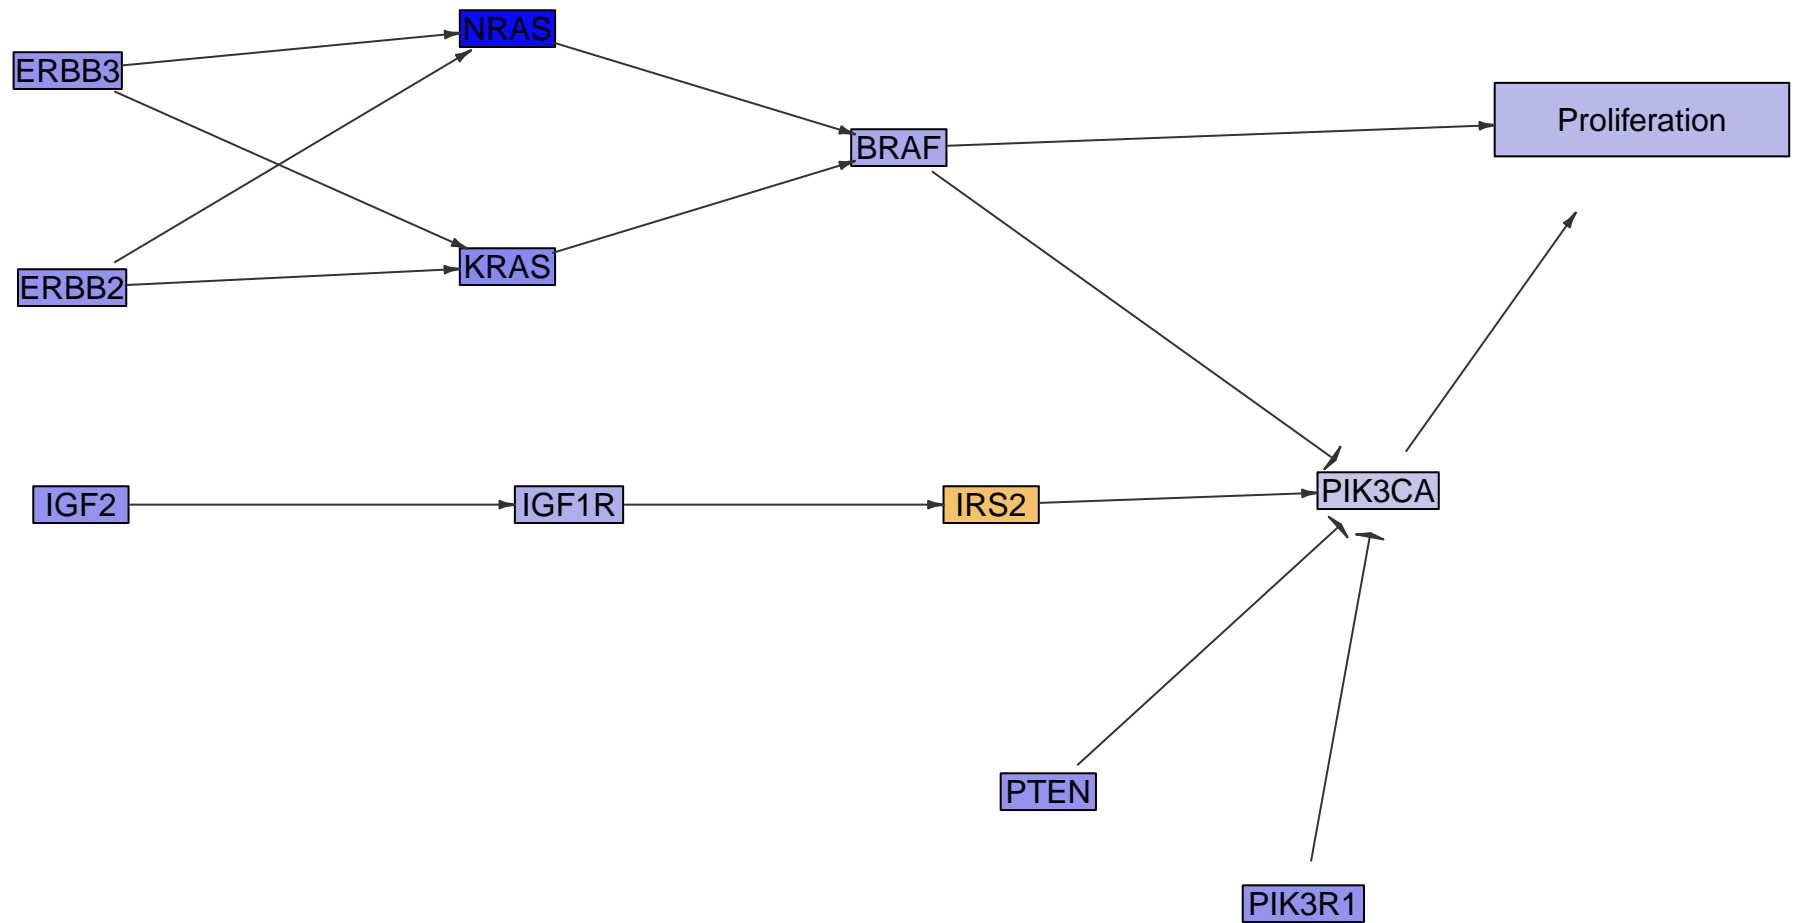 NRAS
ERBB3
Proliferation
BRAF
KRAS
ERBB2
PIK3CA
IGF2
IGF1R
IRS2
PTEN
PIK3R1